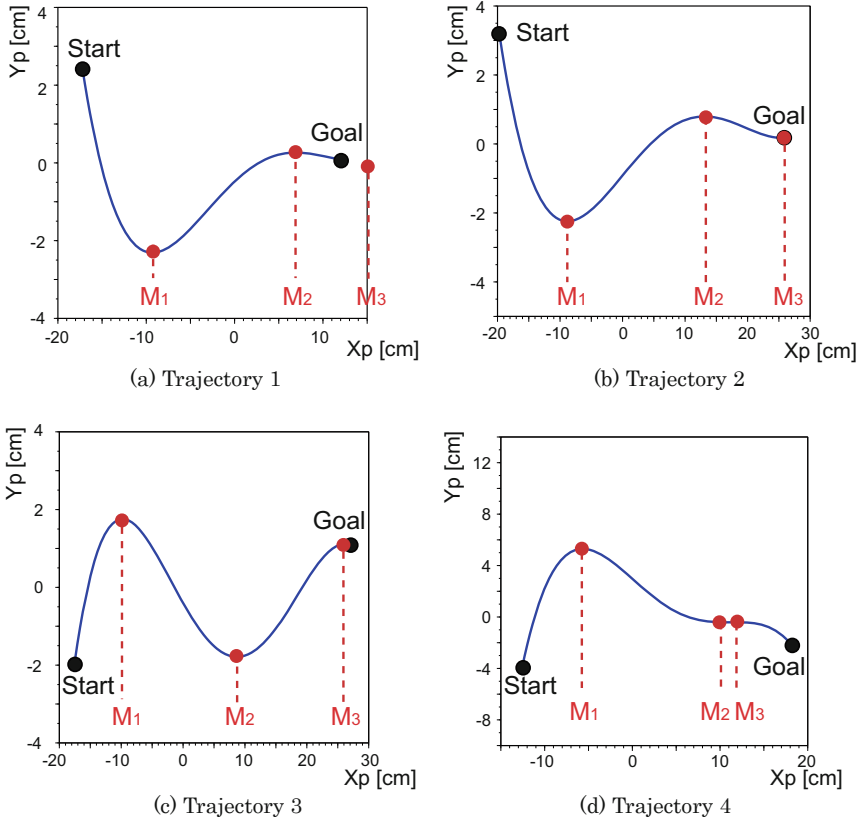 Yp [cm]
4
2
0
-2
-4
Start
Goal
M1
M2
M3
-20
-10
0
10
Xp [cm]
(a) Trajectory 1
Yp [cm]
4
2
0
-2
-4
Start
Goal
M1
M2
M3
-20
-10
0
10
20
30
Xp [cm]
(b) Trajectory 2
Yp [cm]
4
2
0
-2
-4
Start
Goal
M1
M2
M3
-20
-10
0
10
20
30
Xp [cm]
(c) Trajectory 3
Yp [cm]
12
8
4
0
-4
-8
Start
Goal
M1
M2
M3
-10
0
10
20
Xp [cm]
(d) Trajectory 4